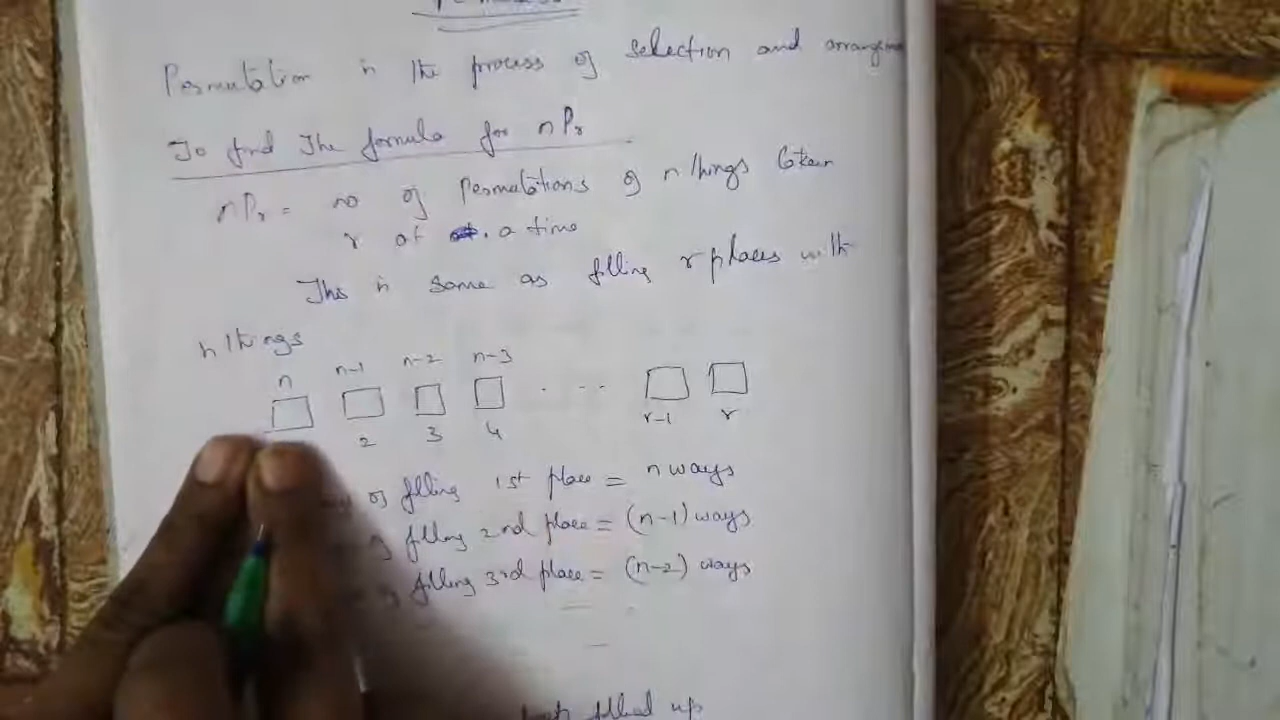 Permutation is the process of selection and
To find The formula for nPr
nPr = no of permutations of n things taken
r at a time
This is same as filling r places with
n things
n n-1 n-2 n-3
. . . .
2 3 4 r-1 r
of filling 1st place = n ways
filling 2nd place = (n-1) ways
filling 3rd place = (n-2) ways
filled up